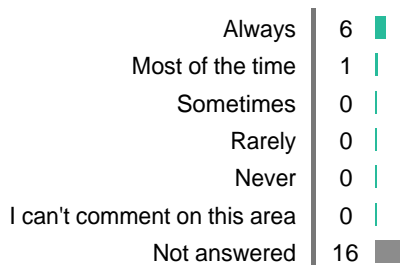 Always 6
Most of the time 1
Sometimes 0
Rarely 0
Never 0
I can't comment on this area 0
Not answered 16